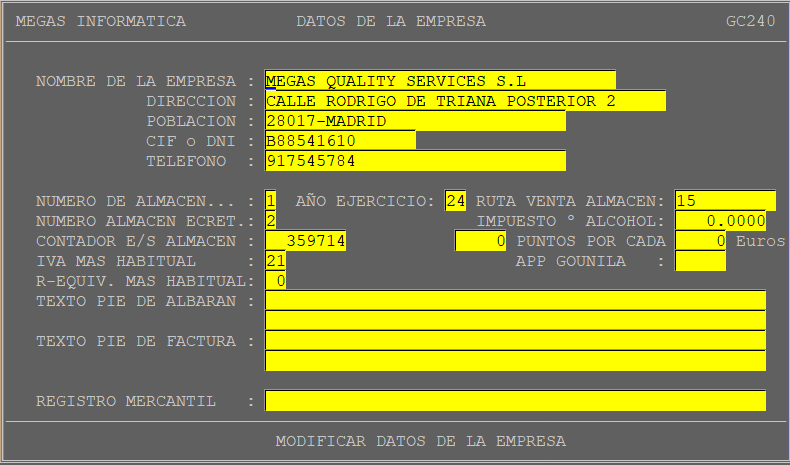 MEGAS INFORMATICA DATOS DE LA EMPRESA GC240
NOMBRE DE LA EMPRESA : MEGAS QUALITY SERVICES S.L
DIRECCION : CALLE RODRIGO DE TRIANA POSTERIOR 2
POBLACION : 28017-MADRID
CIF o DNI : B88541610
TELEFONO : 917545784
NUMERO DE ALMACEN... : 1 AÑO EJERCICIO: 24 RUTA VENTA ALMACEN: 15
NUMERO ALMACEN ECRET.: 2 IMPUESTO º ALCOHOL: 0.0000
CONTADOR E/S ALMACEN : 359714 0 PUNTOS POR CADA 0 Euros
IVA MAS HABITUAL : 21 APP GOUNILA :
R-EQUIV. MAS HABITUAL: 0
TEXTO PIE DE ALBARAN :
TEXTO PIE DE FACTURA :
REGISTRO MERCANTIL :
MODIFICAR DATOS DE LA EMPRESA